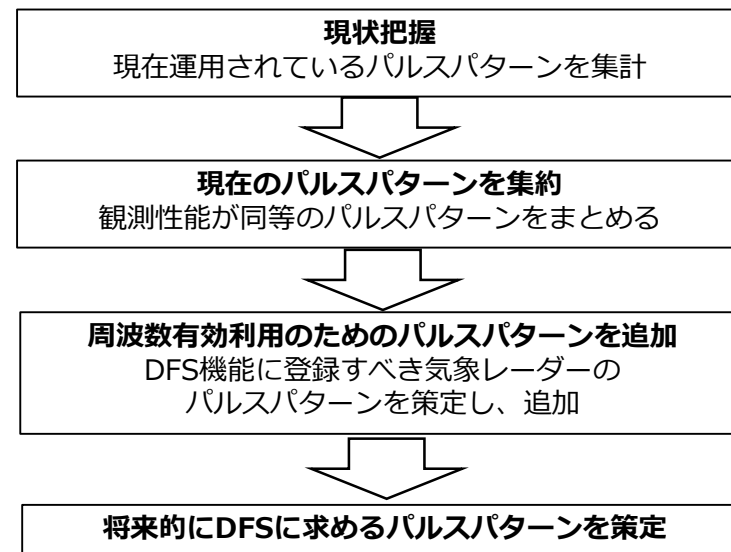 現状把握
現在運用されているパルスパターンを集計
現在のパルスパターンを集約
観測性能が同等のパルスパターンをまとめる
周波数有効利用のためのパルスパターンを追加
DFS機能に登録すべき気象レーダーの
パルスパターンを策定し、追加
将来的にDFSに求めるパルスパターンを策定